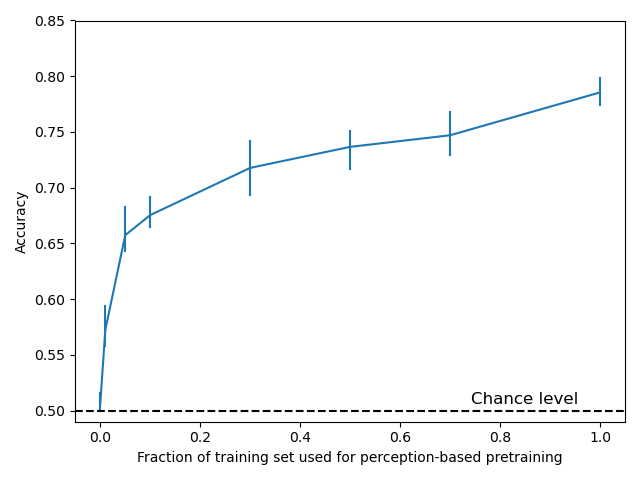 0.85
0.80
0.75
0.70
0.65
0.60
0.55
0.50
Accuracy
Chance level
0.0 0.2 0.4 0.6 0.8 1.0
Fraction of training set used for perception-based pretraining